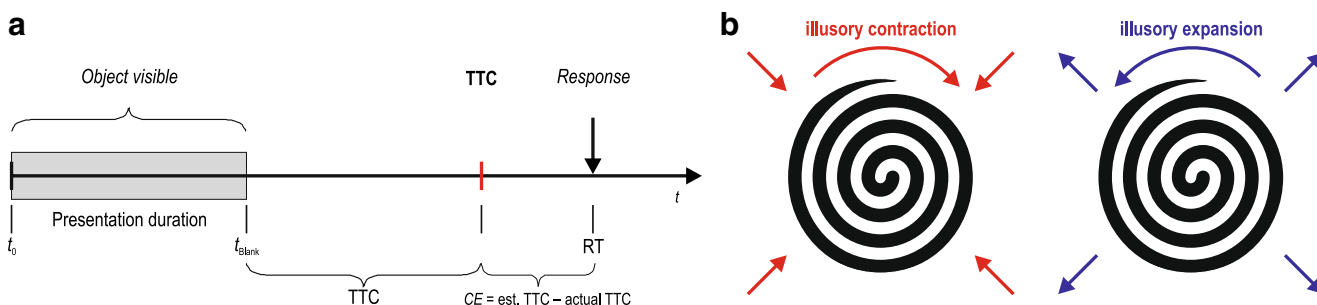 a
Object visible
TTC
Response
t
Presentation duration
t0
tBlank
RT
TTC
CE = est. TTC – actual TTC
b
illusory contraction
illusory expansion